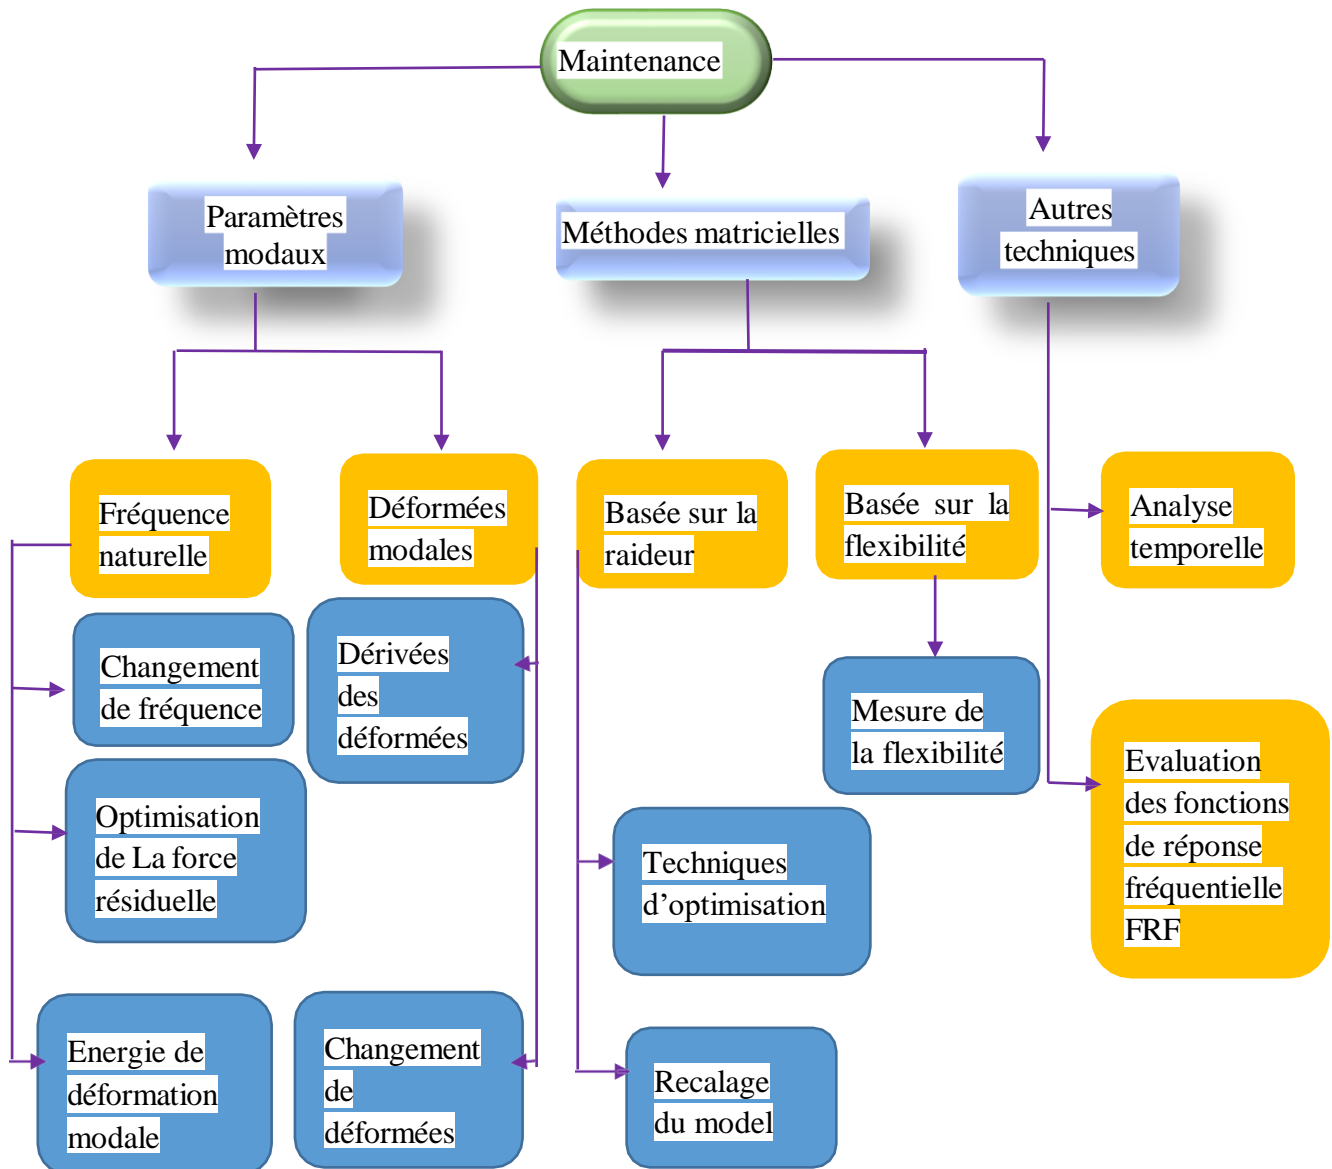 Maintenance
Paramètres
modaux
Méthodes matricielles
Autres
techniques
Fréquence
naturelle
Déformées
modales
Basée sur la
raideur
Basée sur la
flexibilité
Analyse
temporelle
Changement
de fréquence
Dérivées
des
déformées
Mesure de
la flexibilité
Optimisation
de La force
résiduelle
Techniques
d’optimisation
Evaluation
des fonctions
de réponse
fréquentielle
FRF
Energie de
déformation
modale
Changement
de
déformées
Recalage
du model